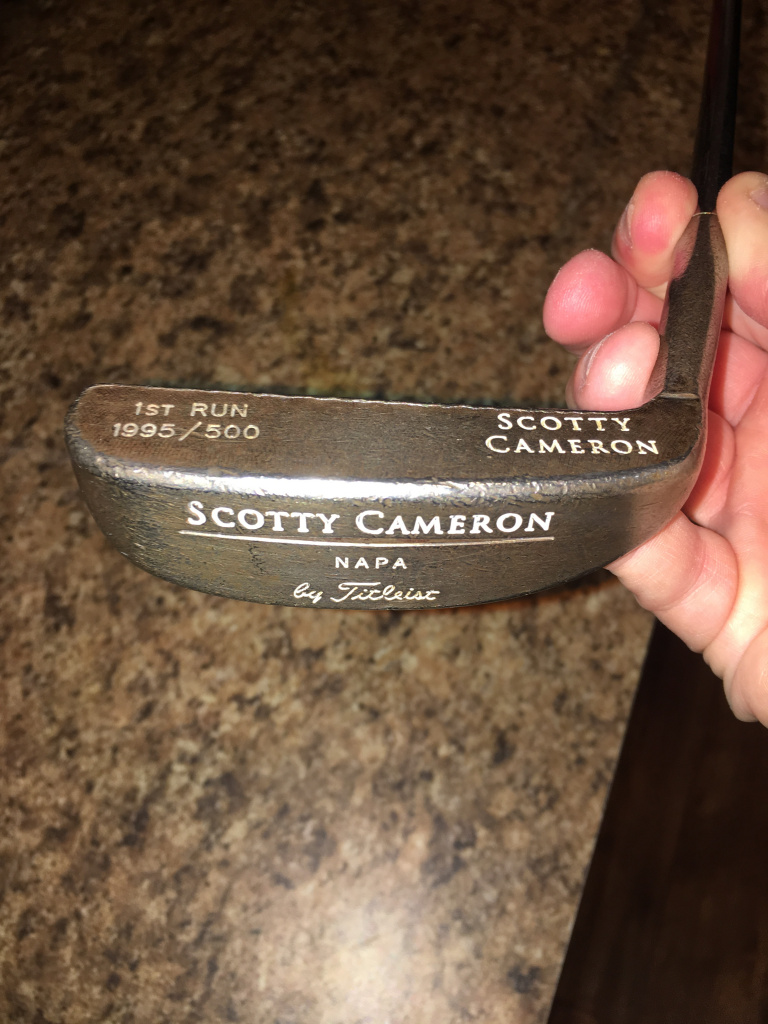 1ST RUN
1995/500
SCOTTY
CAMERON
SCOTTY CAMERON
NAPA
by Titleist